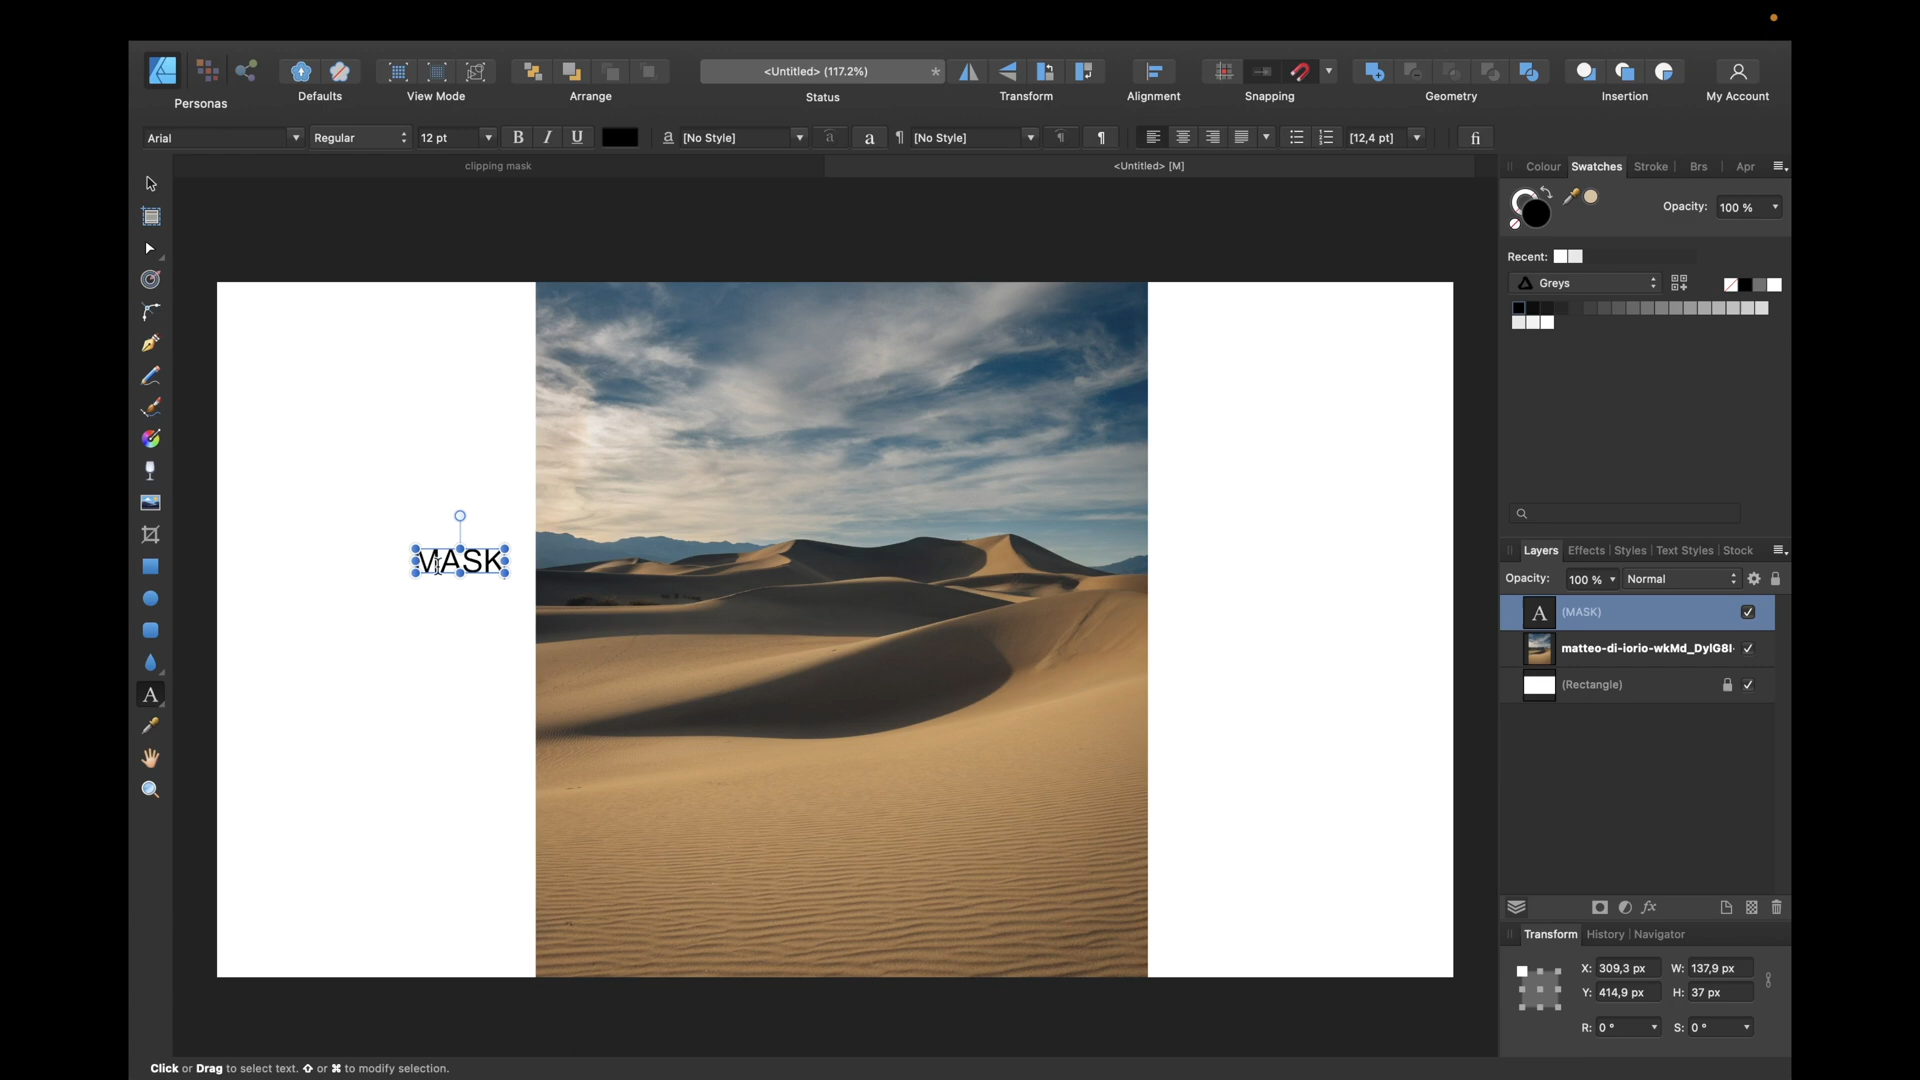 <Untitled> (117.2%) *
Personas Defaults View Mode Arrange Status Transform Alignment Snapping Geometry Insertion My Account
Arial Regular 12 pt B I U a [No Style] a a ¶ [No Style] ¶ ¶ [12,4 pt] fi
clipping mask <Untitled> [M]
Colour Swatches Stroke Brs Apr
Opacity: 100 %
Recent:
Greys
MASK
Layers Effects Styles Text Styles Stock
Opacity: 100 % Normal
A (MASK)
matteo-di-iorio-wkMd_DylG8I
(Rectangle)
A
fx
Transform History Navigator
X: 309,3 px W: 137,9 px
Y: 414,9 px H: 37 px
R: 0 ° S: 0 °
Click or Drag to select text. ⇧ or ⌘ to modify selection.